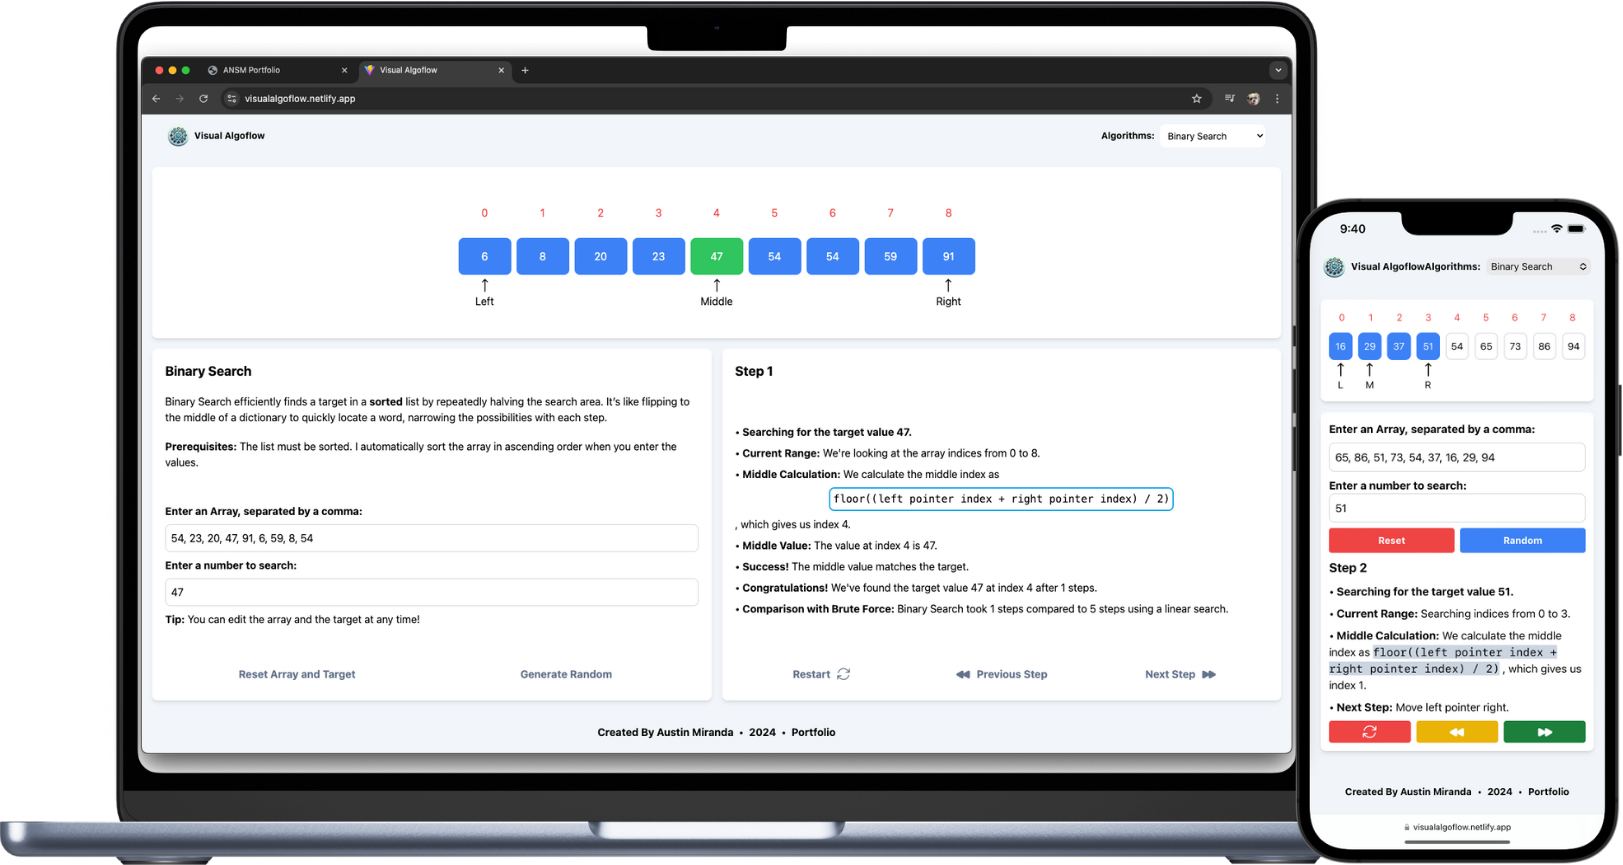 ANSM Portfolio
Visual Algoflow
visualalgoflow.netlify.app
Visual Algoflow
Algorithms: Binary Search
0 1 2 3 4 5 6 7 8
6 8 20 23 47 54 54 59 91
Left Middle Right
Binary Search
Binary Search efficiently finds a target in a sorted list by repeatedly halving the search area. It's like flipping to
the middle of a dictionary to quickly locate a word, narrowing the possibilities with each step.
Prerequisites: The list must be sorted. I automatically sort the array in ascending order when you enter the
values.
Enter an Array, separated by a comma:
54, 23, 20, 47, 91, 6, 59, 8, 54
Enter a number to search:
47
Tip: You can edit the array and the target at any time!
Reset Array and Target
Generate Random
Step 1
• Searching for the target value 47.
• Current Range: We're looking at the array indices from 0 to 8.
• Middle Calculation: We calculate the middle index as
floor((left pointer index + right pointer index) / 2)
, which gives us index 4.
• Middle Value: The value at index 4 is 47.
• Success! The middle value matches the target.
• Congratulations! We've found the target value 47 at index 4 after 1 steps.
• Comparison with Brute Force: Binary Search took 1 steps compared to 5 steps using a linear search.
Restart
Previous Step
Next Step
Created By Austin Miranda • 2024 • Portfolio
9:40
Visual AlgoflowAlgorithms: Binary Search
0 1 2 3 4 5 6 7 8
16 29 37 51 54 65 73 86 94
L M R
Enter an Array, separated by a comma:
65, 86, 51, 73, 54, 37, 16, 29, 94
Enter a number to search:
51
Reset
Random
Step 2
• Searching for the target value 51.
• Current Range: Searching indices from 0 to 3.
• Middle Calculation: We calculate the middle
index as floor((left pointer index +
right pointer index) / 2) , which gives us
index 1.
• Next Step: Move left pointer right.
Created By Austin Miranda • 2024 • Portfolio
visualalgoflow.netlify.app